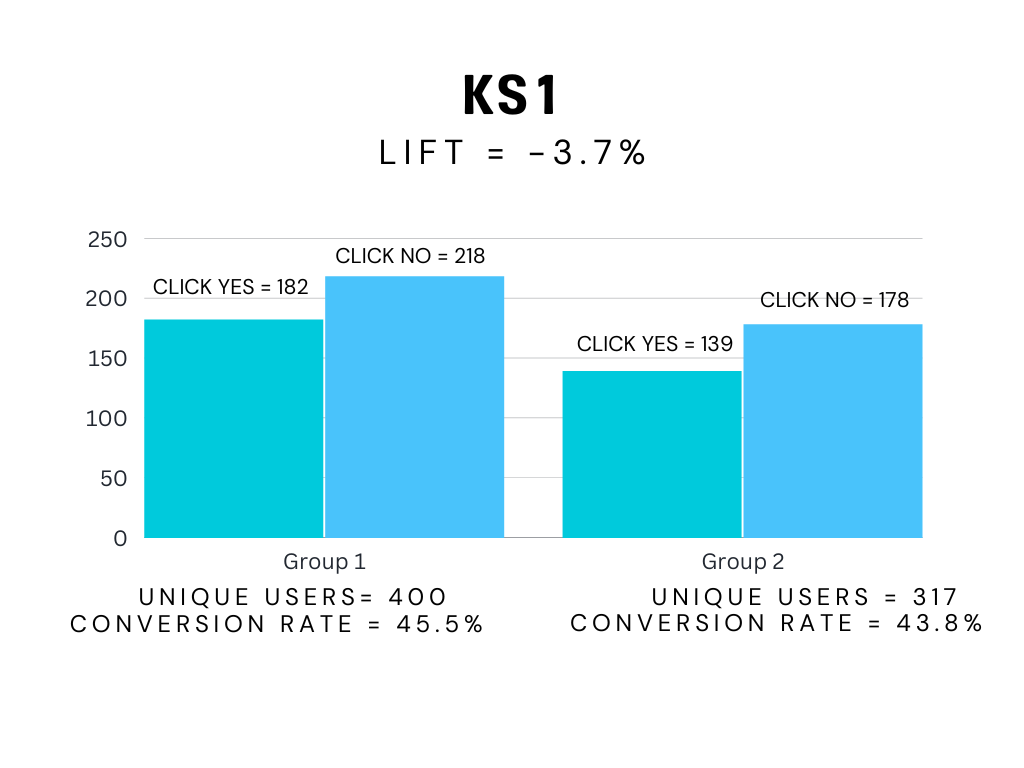 KS1
LIFT = -3.7%
250
CLICK NO = 218
CLICK YES = 182
200
CLICK NO = 178
150
CLICK YES = 139
100
50
0
Group 1
Group 2
UNIQUE USERS= 400
CONVERSION RATE = 45.5%
UNIQUE USERS = 317
CONVERSION RATE = 43.8%